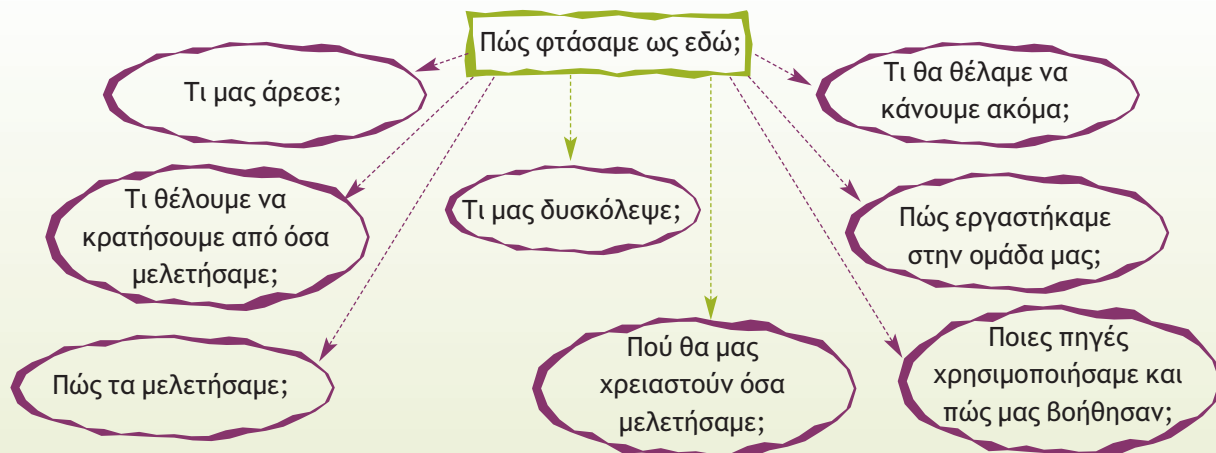 Πώς φτάσαμε ως εδώ;
Τι μας άρεσε;
Τι θα θέλαμε να
κάνουμε ακόμα;
Τι θέλουμε να
κρατήσουμε από όσα
μελετήσαμε;
Τι μας δυσκόλεψε;
Πώς εργαστήκαμε
στην ομάδα μας;
Πώς τα μελετήσαμε;
Πού θα μας
χρειαστούν όσα
μελετήσαμε;
Ποιες πηγές
χρησιμοποιήσαμε και
πώς μας βοήθησαν;